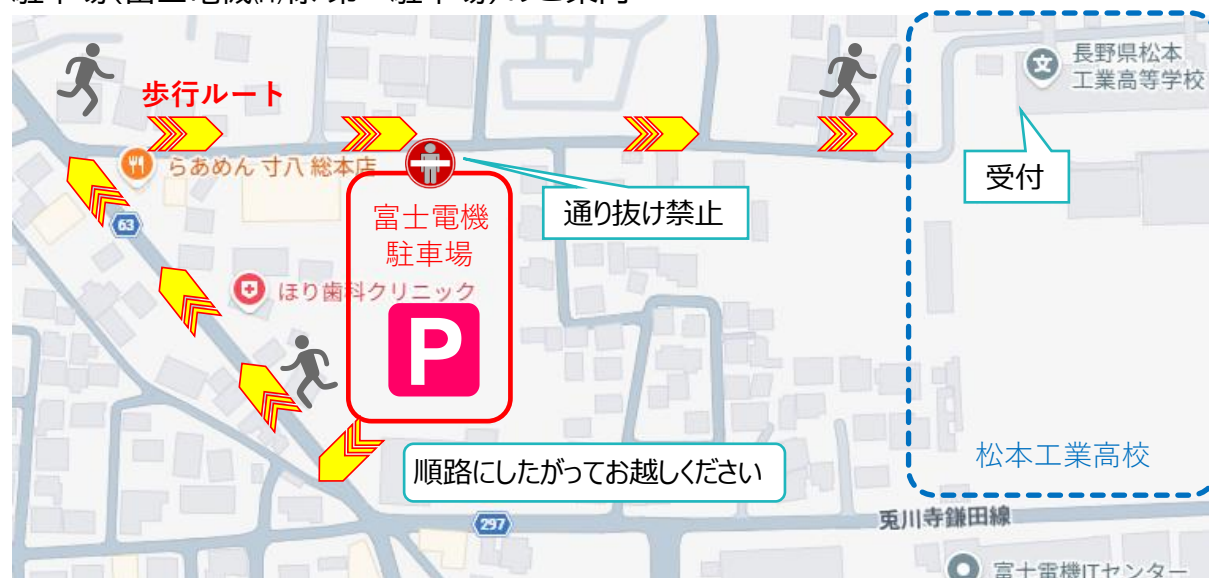 歩行ルート
長野県松本
工業高等学校
らあめん 寸八 総本店
受付
富士電機
駐車場
通り抜け禁止
63
ほり歯科クリニック
P
順路にしたがってお越しください
松本工業高校
297
兎川寺鎌田線
富士電機ITセンター